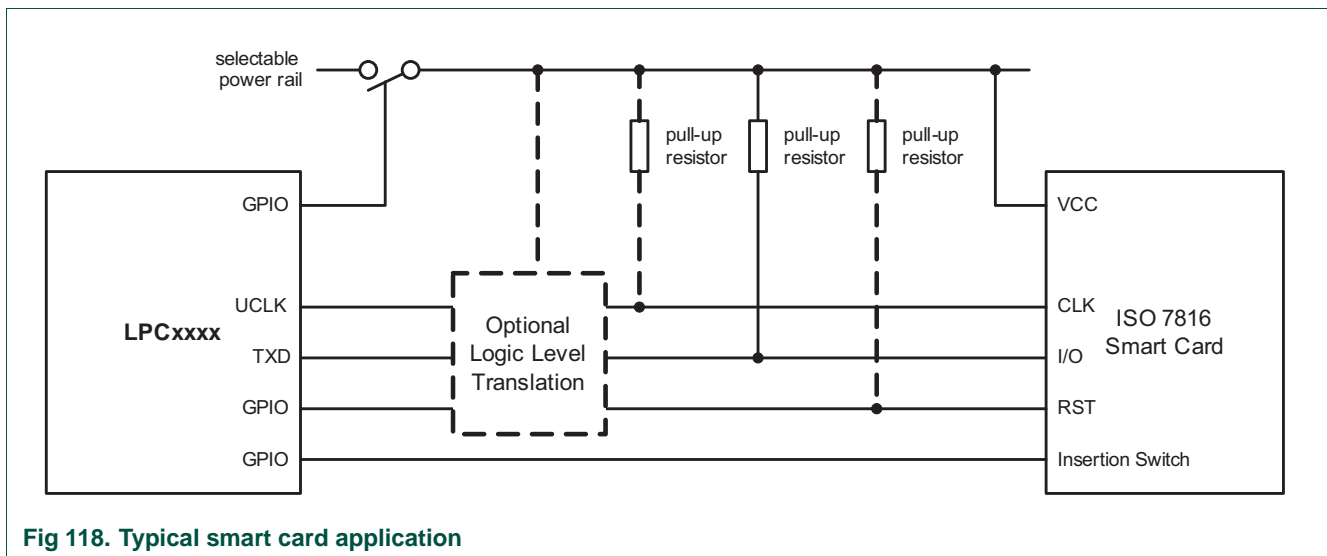 selectable
power rail
pull-up
resistor
pull-up
resistor
pull-up
resistor
GPIO
VCC
UCLK
CLK
LPCxxxx
Optional
Logic Level
Translation
ISO 7816
Smart Card
TXD
I/O
GPIO
RST
GPIO
Insertion Switch
Fig 118. Typical smart card application